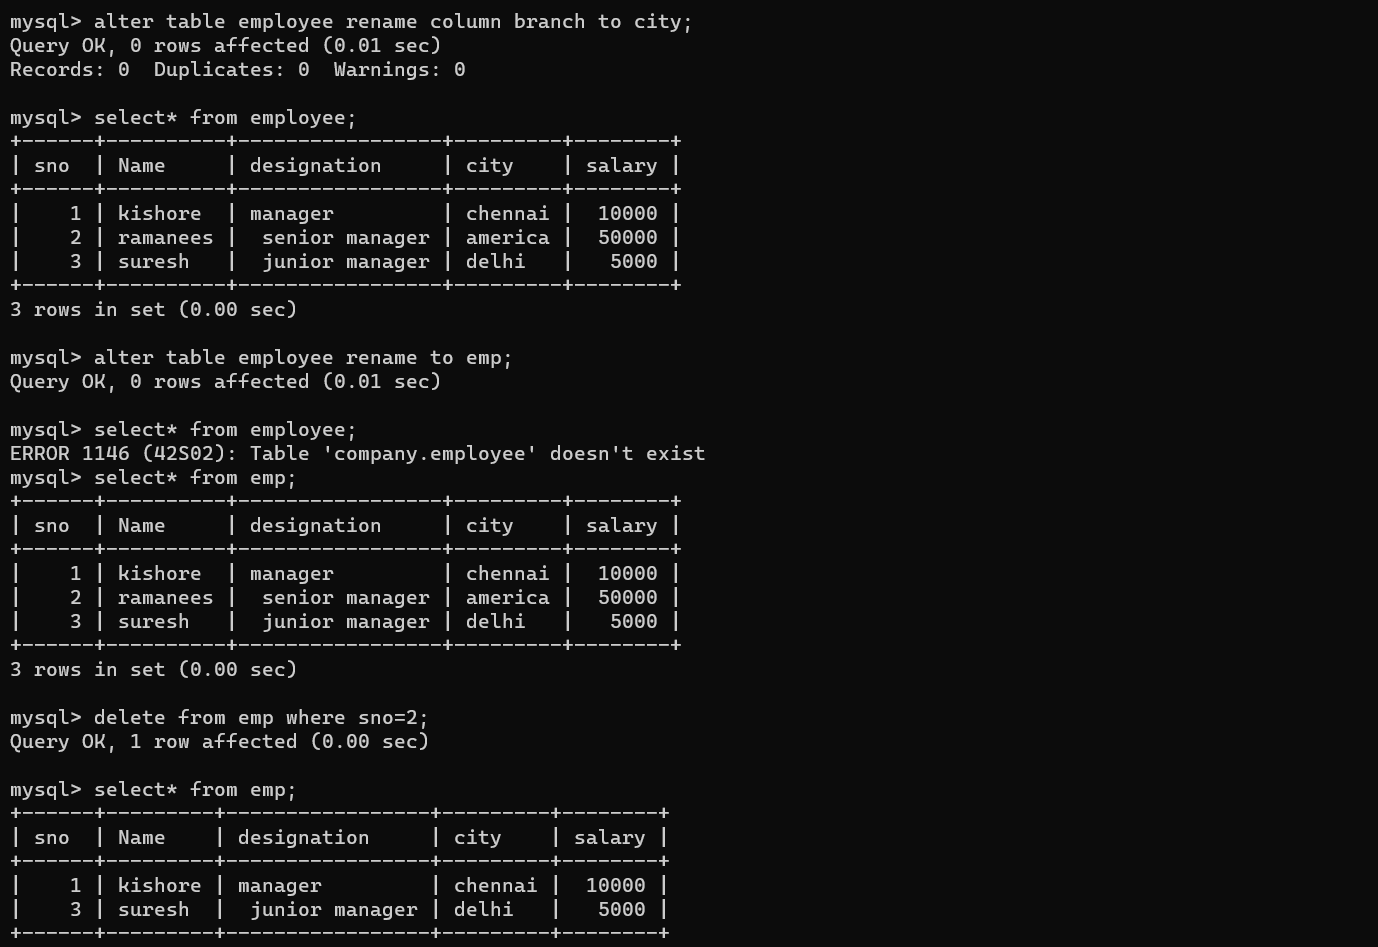 mysql> alter table employee rename column branch to city;
Query OK, 0 rows affected (0.01 sec)
Records: 0  Duplicates: 0  Warnings: 0
mysql> select* from employee;
+------+----------+-----------------+---------+--------+
| sno  | Name     | designation     | city    | salary |
+------+----------+-----------------+---------+--------+
|    1 | kishore  | manager         | chennai |  10000 |
|    2 | ramanees |  senior manager | america |  50000 |
|    3 | suresh   |  junior manager | delhi   |   5000 |
+------+----------+-----------------+---------+--------+
3 rows in set (0.00 sec)
mysql> alter table employee rename to emp;
Query OK, 0 rows affected (0.01 sec)
mysql> select* from employee;
ERROR 1146 (42S02): Table 'company.employee' doesn't exist
mysql> select* from emp;
+------+----------+-----------------+---------+--------+
| sno  | Name     | designation     | city    | salary |
+------+----------+-----------------+---------+--------+
|    1 | kishore  | manager         | chennai |  10000 |
|    2 | ramanees |  senior manager | america |  50000 |
|    3 | suresh   |  junior manager | delhi   |   5000 |
+------+----------+-----------------+---------+--------+
3 rows in set (0.00 sec)
mysql> delete from emp where sno=2;
Query OK, 1 row affected (0.00 sec)
mysql> select* from emp;
+------+---------+-----------------+---------+--------+
| sno  | Name    | designation     | city    | salary |
+------+---------+-----------------+---------+--------+
|    1 | kishore | manager         | chennai |  10000 |
|    3 | suresh  |  junior manager | delhi   |   5000 |
+------+---------+-----------------+---------+--------+